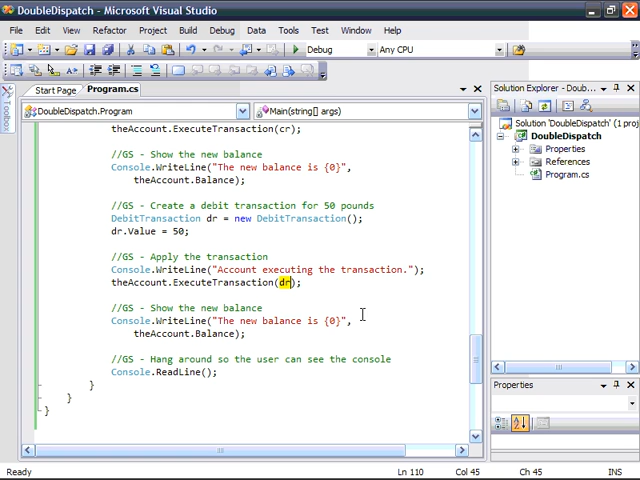 DoubleDispatch - Microsoft Visual Studio
File Edit View Refactor Project Build Debug Data Tools Test Window Help
Debug Any CPU
Toolbox
Start Page Program.cs
DoubleDispatch.Program Main(string[] args)
theAccount.ExecuteTransaction(cr);
//GS - Show the new balance
Console.WriteLine("The new balance is {0}",
theAccount.Balance);
//GS - Create a debit transaction for 50 pounds
DebitTransaction dr = new DebitTransaction();
dr.Value = 50;
//GS - Apply the transaction
Console.WriteLine("Account executing the transaction.");
theAccount.ExecuteTransaction(dr);
//GS - Show the new balance
Console.WriteLine("The new balance is {0}",
theAccount.Balance);
//GS - Hang around so the user can see the console
Console.ReadLine();
}
}
}
Solution Explorer - Doub...
Solution 'DoubleDispatch' (1 proj
DoubleDispatch
Properties
References
Program.cs
Properties
Ready Ln 110 Col 45 Ch 45 INS